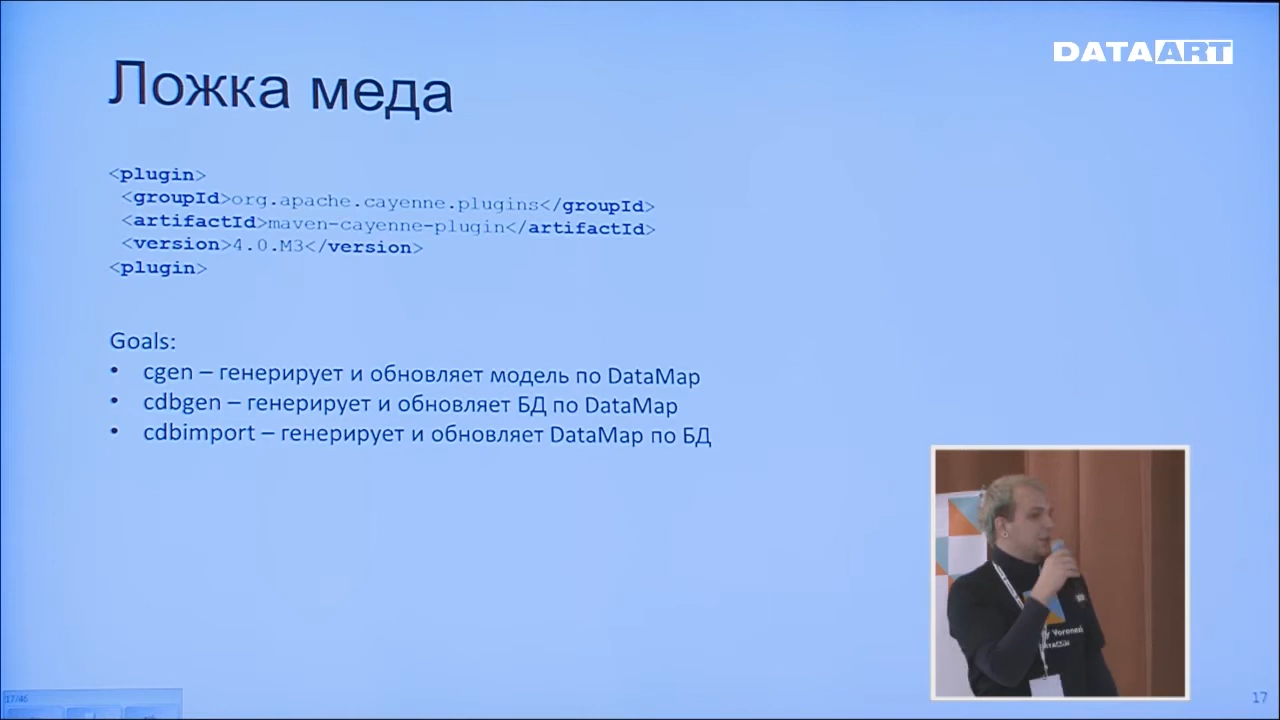 DATAART
Ложка меда
<plugin>
<groupId>org.apache.cayenne.plugins</groupId>
<artifactId>maven-cayenne-plugin</artifactId>
<version>4.0.M3</version>
<plugin>
Goals:
• cgen – генерирует и обновляет модель по DataMap
• cdbgen – генерирует и обновляет БД по DataMap
• cdbimport – генерирует и обновляет DataMap по БД
17/46
17